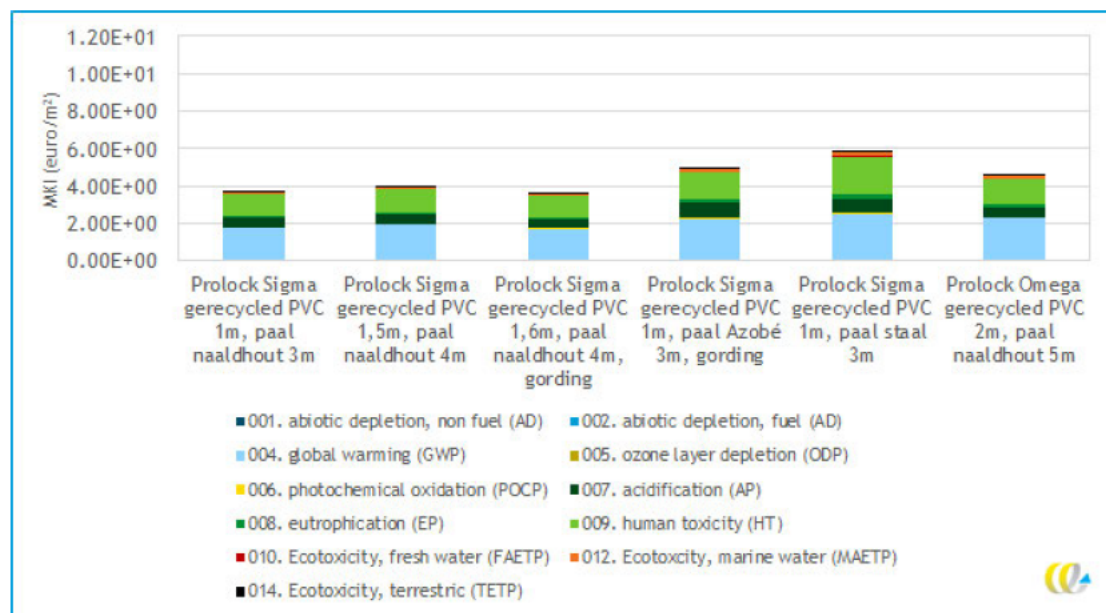 1.20E+01
1.00E+01
8.00E+00
6.00E+00
4.00E+00
2.00E+00
0.00E+00
MKI (euro/m²)
Prolock Sigma gerecycled PVC 1m, paal naaldhout 3m
Prolock Sigma gerecycled PVC 1,5m, paal naaldhout 4m
Prolock Sigma gerecycled PVC 1,6m, paal naaldhout 4m, gording
Prolock Sigma gerecycled PVC 1m, paal Azobé 3m, gording
Prolock Sigma gerecycled PVC 1m, paal staal 3m
Prolock Omega gerecycled PVC 2m, paal naaldhout 5m
001. abiotic depletion, non fuel (AD)
002. abiotic depletion, fuel (AD)
004. global warming (GWP)
005. ozone layer depletion (ODP)
006. photochemical oxidation (POCP)
007. acidification (AP)
008. eutrophication (EP)
009. human toxicity (HT)
010. Ecotoxicity, fresh water (FAETP)
012. Ecotoxcity, marine water (MAETP)
014. Ecotoxicity, terrestric (TETP)